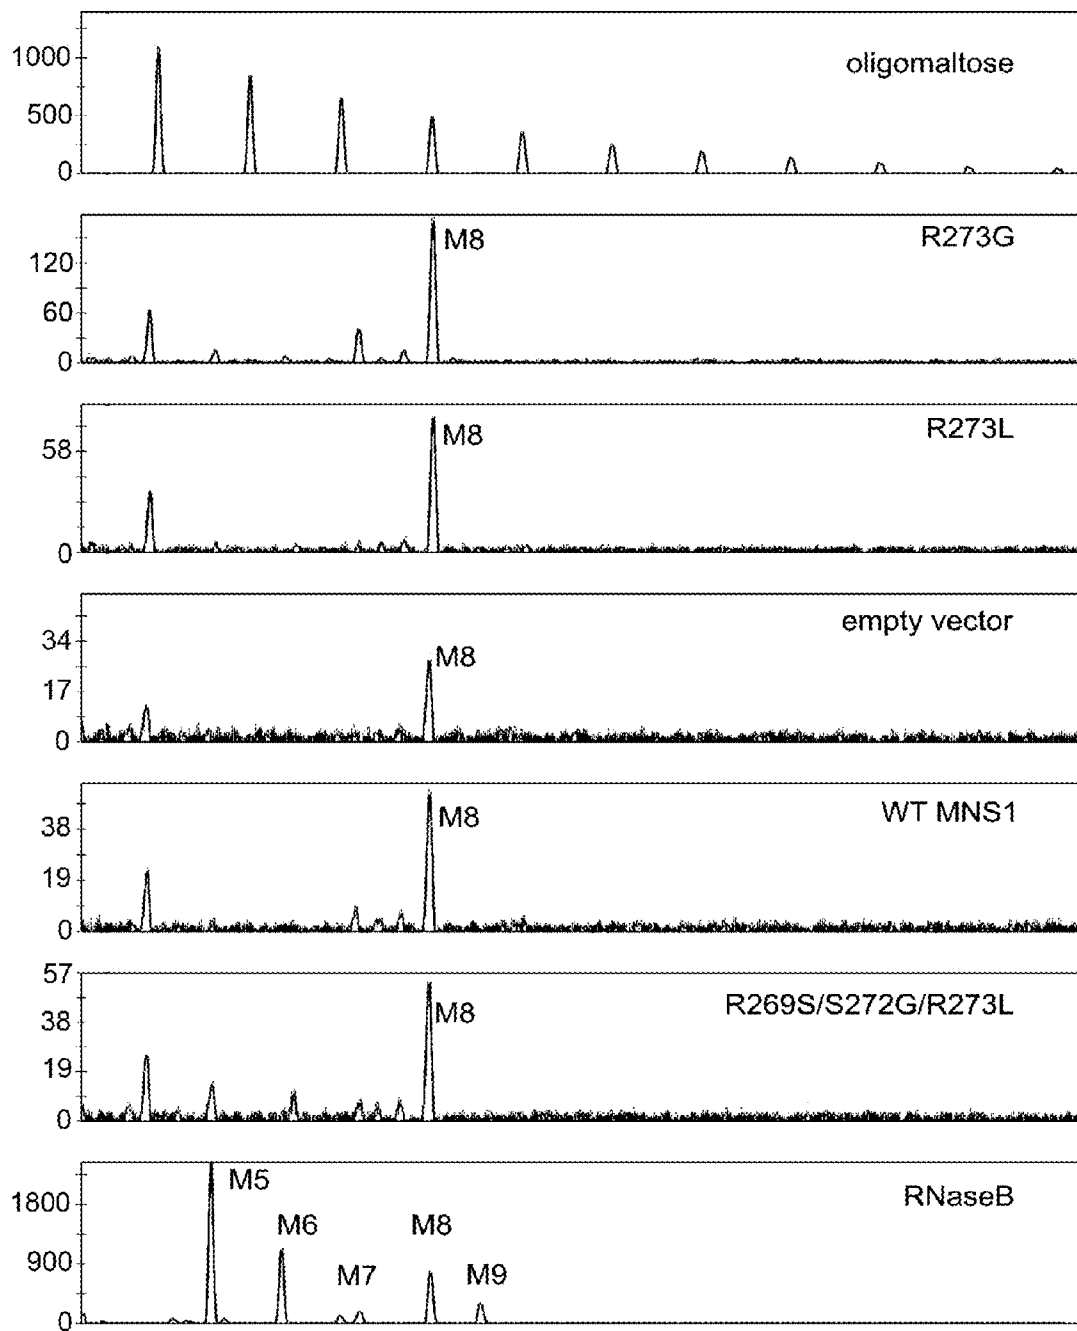 oligomaltose
1000
500
0
R273G
M8
120
60
0
R273L
M8
58
0
empty vector
M8
34
17
0
WT MNS1
M8
38
19
0
57
R269S/S272G/R273L
M8
38
19
0
RNaseB
M5
1800
M6
M8
900
M7
M9
0